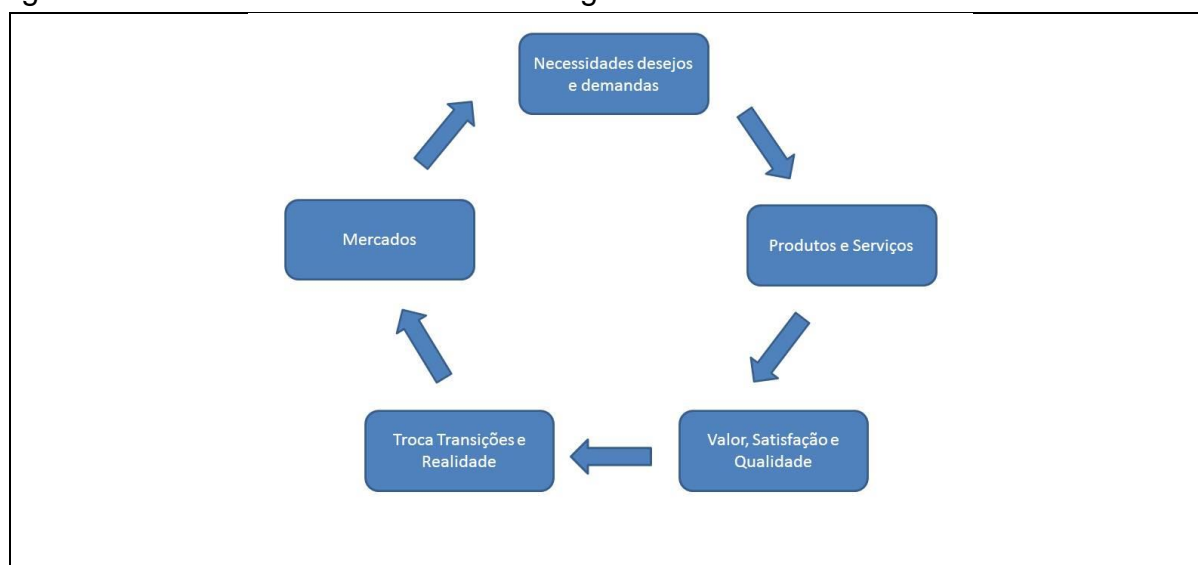 Necessidades desejos
e demandas
Mercados
Produtos e Serviços
Troca Transições e
Realidade
Valor, Satisfação e
Qualidade